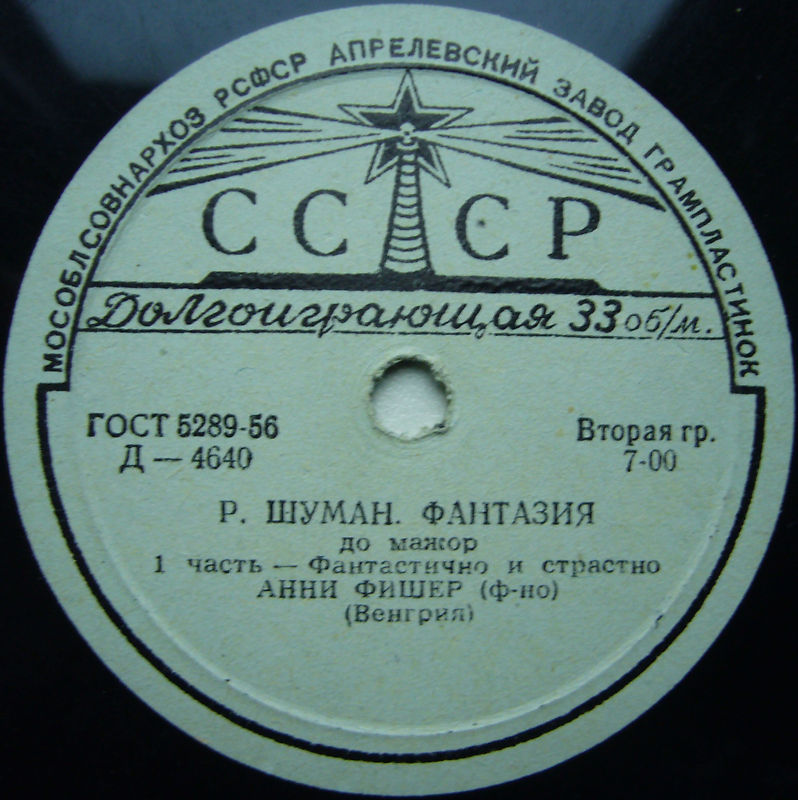 МОСОБЛСОВНАРХОЗ РСФСР АПРЕЛЕВСКИЙ ЗАВОД ГРАМПЛАСТИНОК
СССР
Долгоиграющая 33 об/м.
ГОСТ 5289-56
Вторая гр.
Д — 4640
7-00
Р. ШУМАН. ФАНТАЗИЯ
до мажор
1 часть — Фантастично и страстно
АННИ ФИШЕР (ф-но)
(Венгрия)